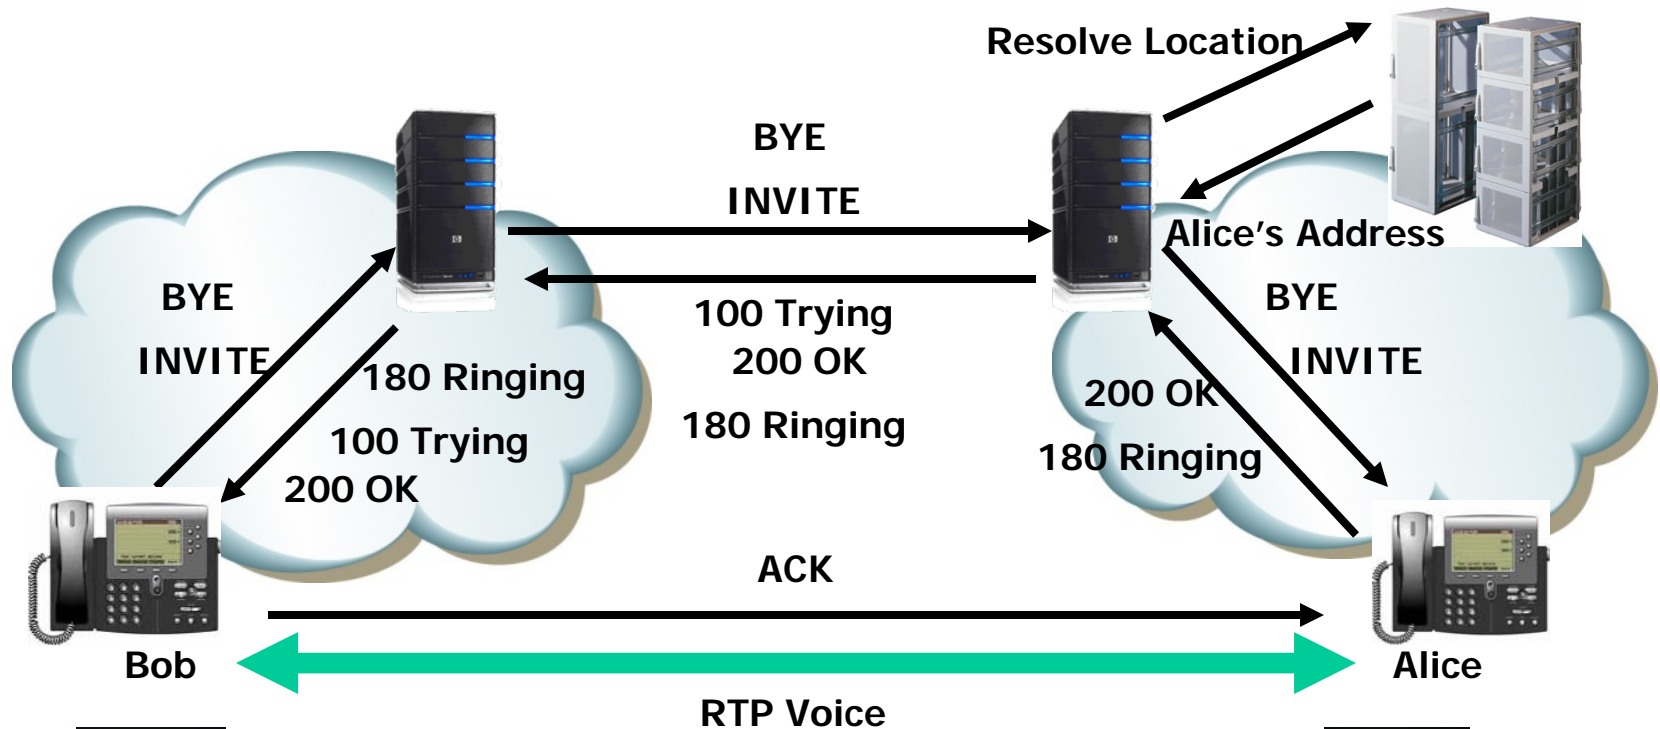 Resolve Location
BYE
INVITE
Alice's Address
BYE
INVITE
100 Trying
200 OK
180 Ringing
BYE
INVITE
180 Ringing
100 Trying
200 OK
200 OK
180 Ringing
ACK
Bob
Alice
RTP Voice